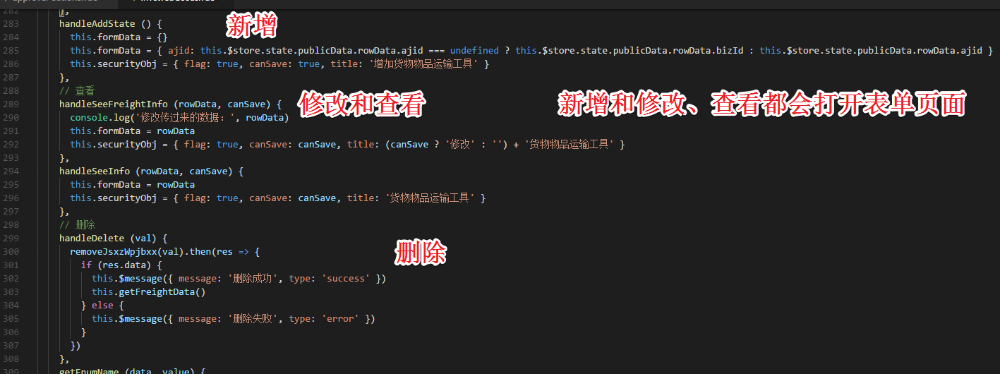 282 },
283 handleAddState () {
新增
284 this.formData = {}
285 this.formData = { ajid: this.$store.state.publicData.rowData.ajid === undefined ? this.$store.state.publicData.rowData.bizId : this.$store.state.publicData.rowData.ajid }
286 this.securityObj = { flag: true, canSave: true, title: '增加货物物品运输工具' }
287 },
288 // 查看
289 handleSeeFreightInfo (rowData, canSave) {
修改和查看
新增和修改、查看都会打开表单页面
290 console.log('修改传过来的数据：', rowData)
291 this.formData = rowData
292 this.securityObj = { flag: true, canSave: canSave, title: (canSave ? '修改' : '') + '货物物品运输工具' }
293 },
294 handleSeeInfo (rowData, canSave) {
295 this.formData = rowData
296 this.securityObj = { flag: true, canSave: canSave, title: '货物物品运输工具' }
297 },
298 // 删除
299 handleDelete (val) {
300 removeJsxzWpjbxx(val).then(res => {
删除
301 if (res.data) {
302 this.$message({ message: '删除成功', type: 'success' })
303 this.getFreightData()
304 } else {
305 this.$message({ message: '删除失败', type: 'error' })
306 }
307 })
308 },
309 getEnumName (data, value) {